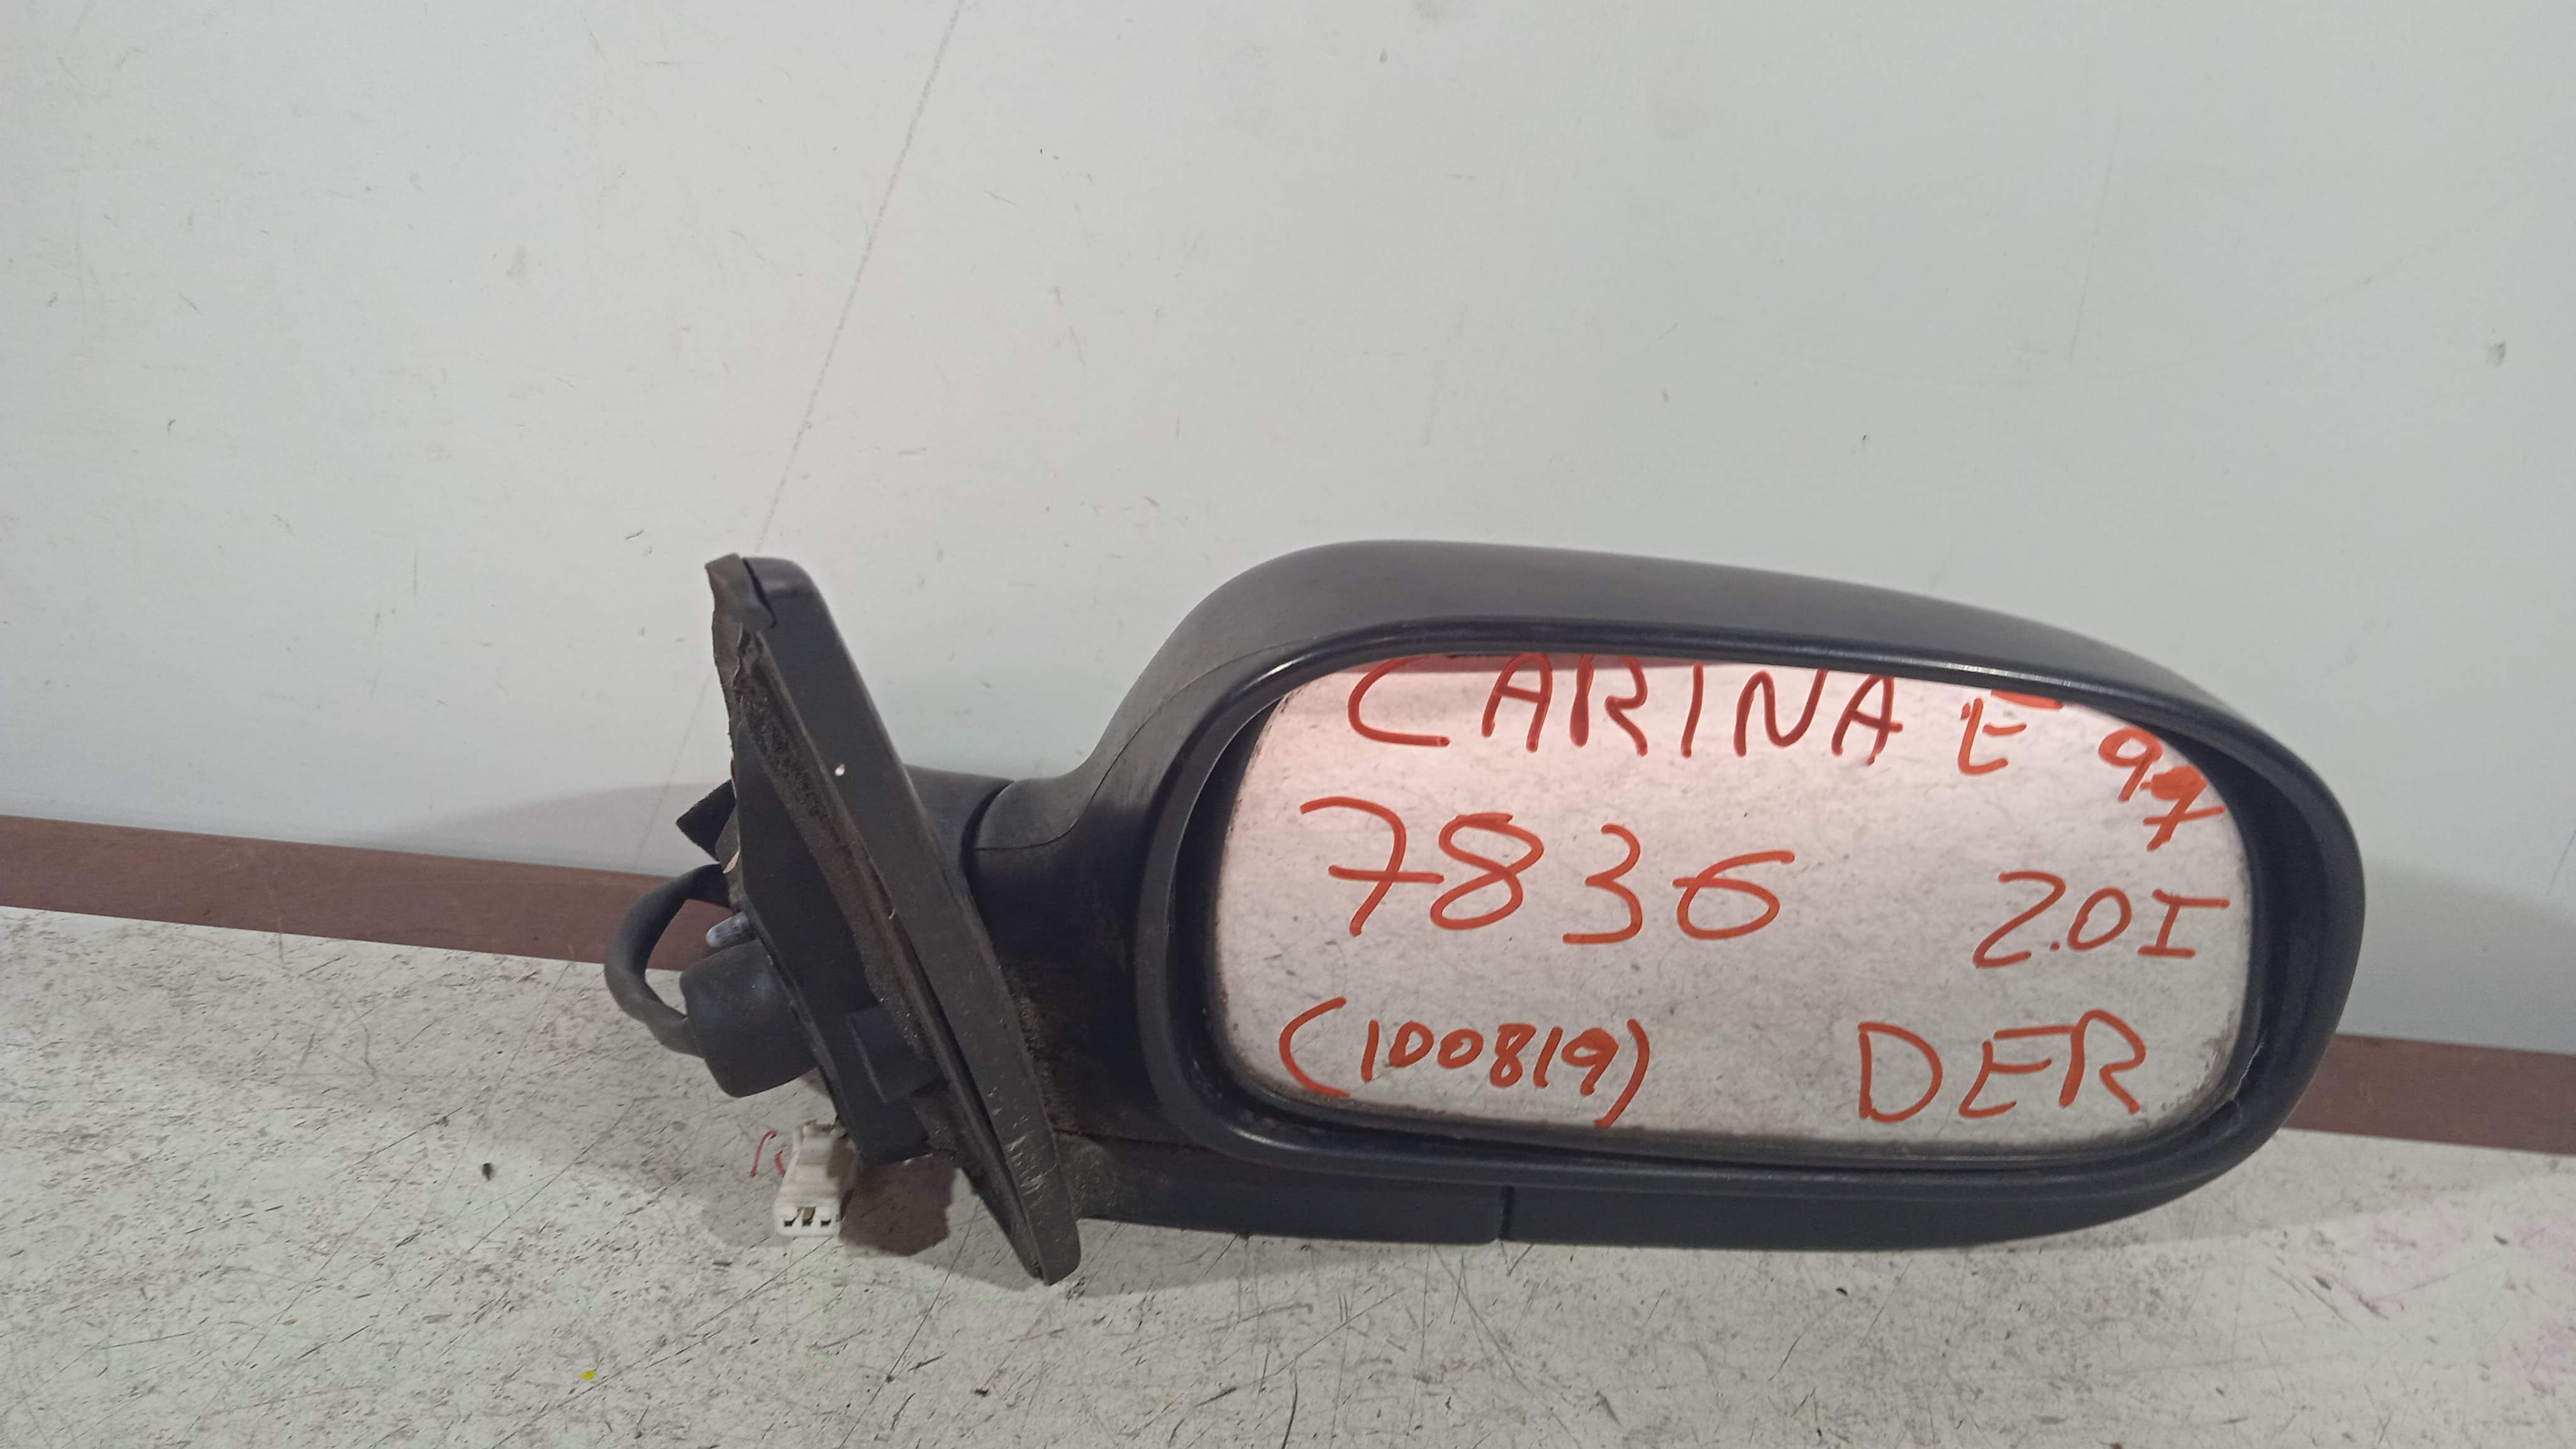 CARINA E 97
7836 2.0I
(100819) DER